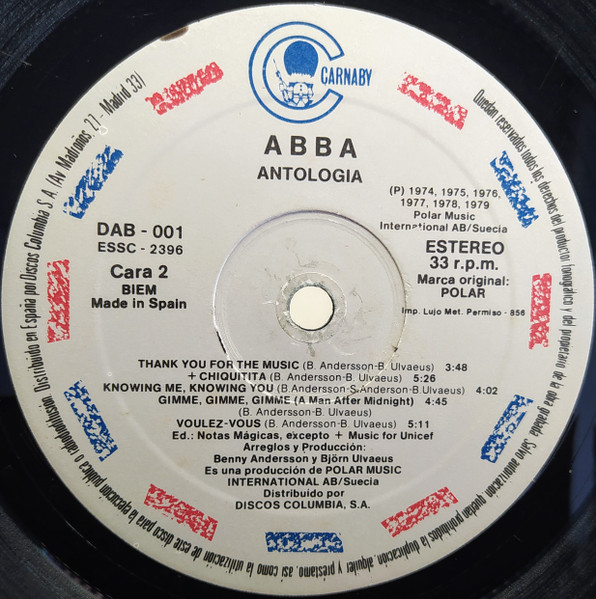 CARNABY
ABBA
ANTOLOGIA
(P) 1974, 1975, 1976,
1977, 1978, 1979
Polar Music
International AB/Suecia
DAB - 001
ESSC - 2396
Cara 2
BIEM
Made in Spain
ESTEREO
33 r.p.m.
Marca original:
POLAR
Imp. Lujo Met. Permiso - 856
THANK YOU FOR THE MUSIC (B. Andersson-B. Ulvaeus) 3:48
+ CHIQUITITA (B. Andersson-B. Ulvaeus) 5:26
KNOWING ME, KNOWING YOU (B. Andersson-S. Anderson-B. Ulvaeus) 4:02
GIMME, GIMME, GIMME (A Man After Midnight) 4:45
(B. Andersson-B. Ulvaeus)
VOULEZ-VOUS (B. Andersson-B. Ulvaeus) 5:11
Ed.: Notas Mágicas, excepto + Music for Unicef
Arreglos y Producción:
Benny Andersson y Björn Ulvaeus
Es una producción de POLAR MUSIC
INTERNATIONAL AB/Suecia
Distribuido por
DISCOS COLUMBIA, S.A.
Quedan reservados todos los derechos del productor fonográfico y del propietario de la obra grabada. Salvo autorización, quedan prohibidos la duplicación, alquiler y préstamo, así como la utilización de este disco para la ejecución pública o radiodifusión. Distribuido en España por Discos Columbia S.A. (Av. Madroños, 27 - Madrid 33)